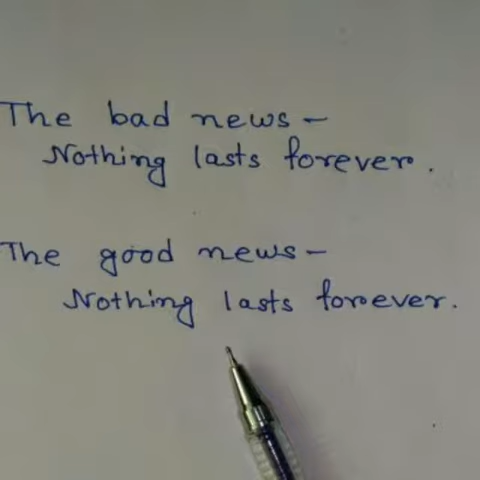 The bad news –
Nothing lasts forever.
The good news –
Nothing lasts forever.